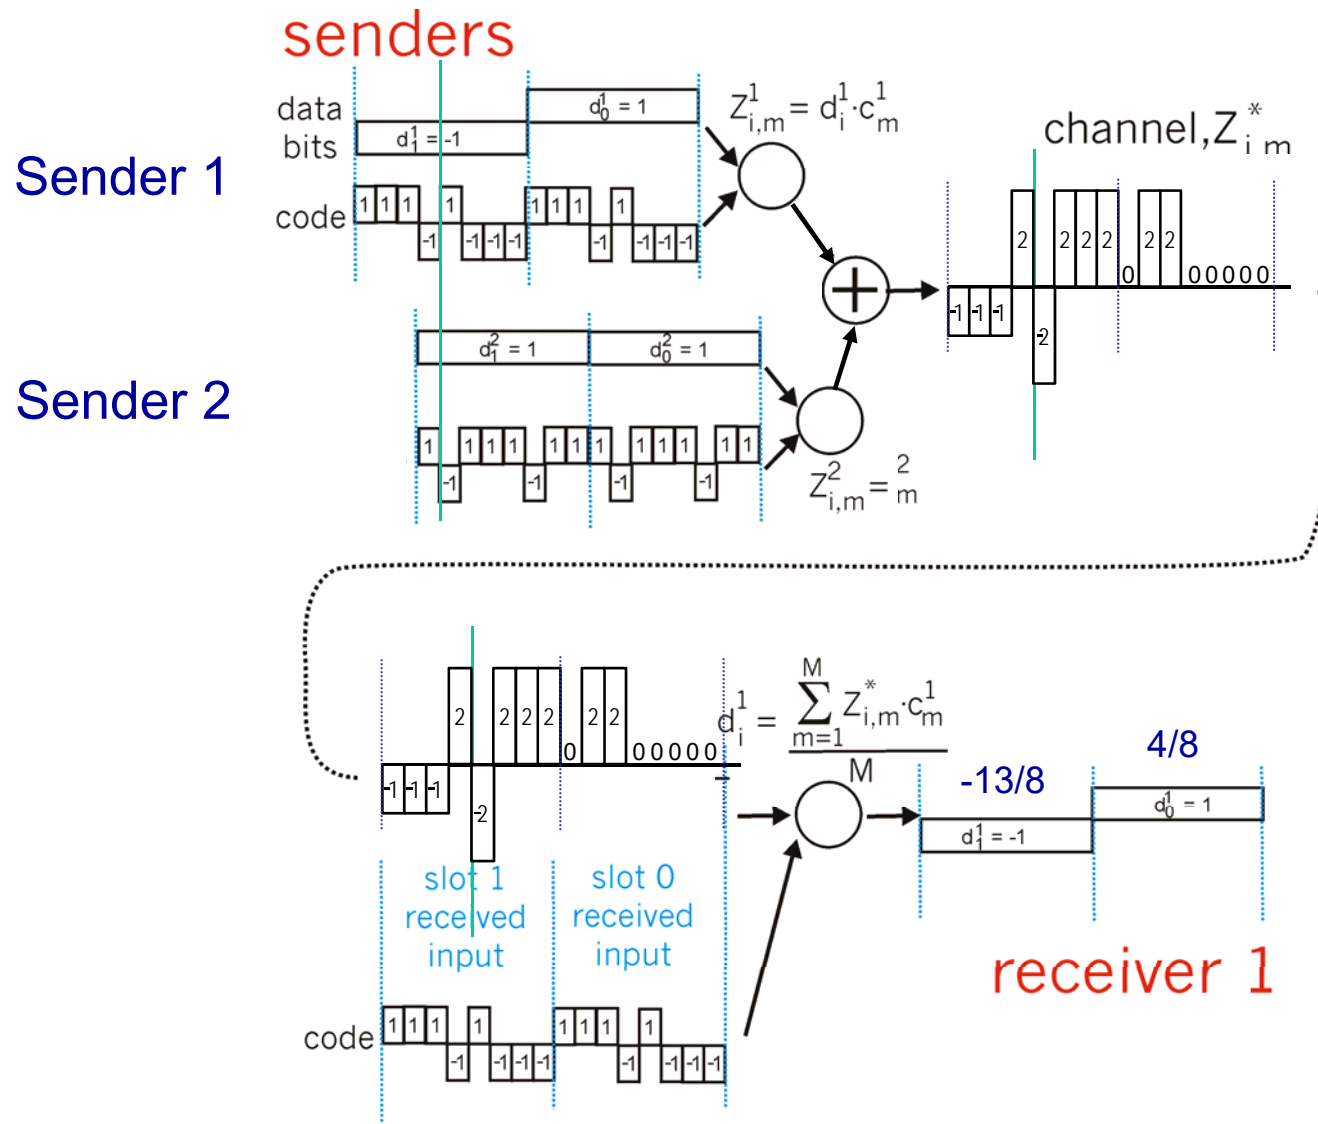 senders
data
bits
d¹₁ = -1
d¹₀ = 1
Z¹i,m = d¹i·c¹m
channel,Z*i m
Sender 1
code
1 1 1 -1 1 -1 -1 -1 1 1 1 -1 1 -1 -1 -1
-1 -1 -1 2 -2 2 2 2 0 2 2 0 0 0 0 0
Sender 2
d²₁ = 1
d²₀ = 1
1 -1 1 1 1 -1 1 1 1 -1 1 1 1 -1 1 1
Z²i,m = ²m
-1 -1 -1 2 -2 2 2 2 0 2 2 0 0 0 0 0
d¹i = M∑m=1 Z*i,m·c¹m
M
-13/8
4/8
d¹₁ = -1
d¹₀ = 1
slot 1
received
input
slot 0
received
input
receiver 1
code
1 1 1 -1 1 -1 -1 -1 1 1 1 -1 1 -1 -1 -1